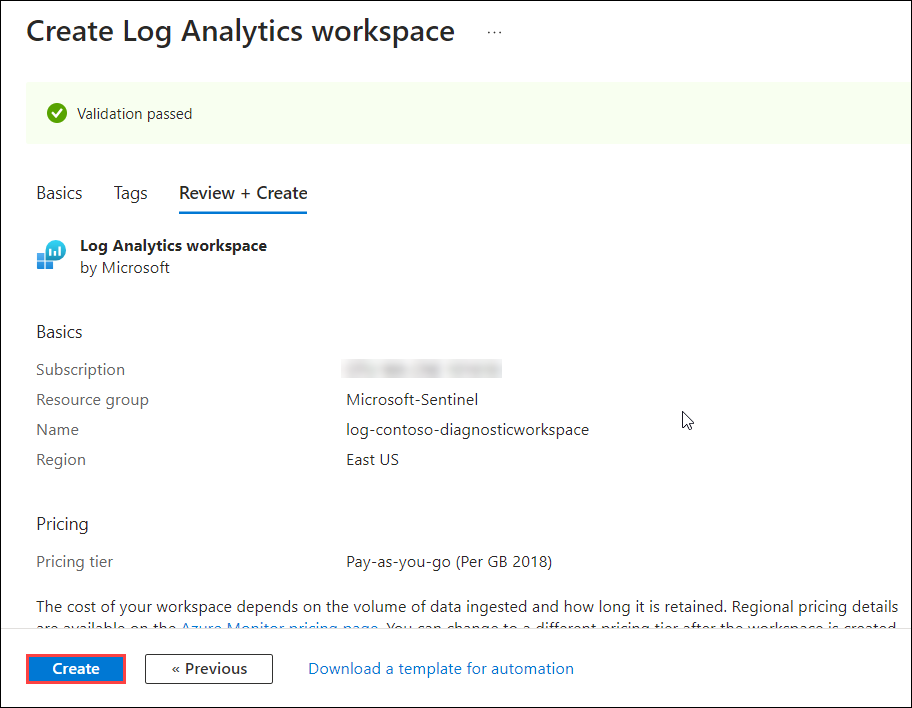 Create Log Analytics workspace ...
Validation passed
Basics Tags Review + Create
Log Analytics workspace
by Microsoft
Basics
Subscription
Resource group Microsoft-Sentinel
Name log-contoso-diagnosticworkspace
Region East US
Pricing
Pricing tier Pay-as-you-go (Per GB 2018)
The cost of your workspace depends on the volume of data ingested and how long it is retained. Regional pricing details
are available on the Azure Monitor pricing page. You can change to a different pricing tier after the workspace is created.
Create « Previous Download a template for automation